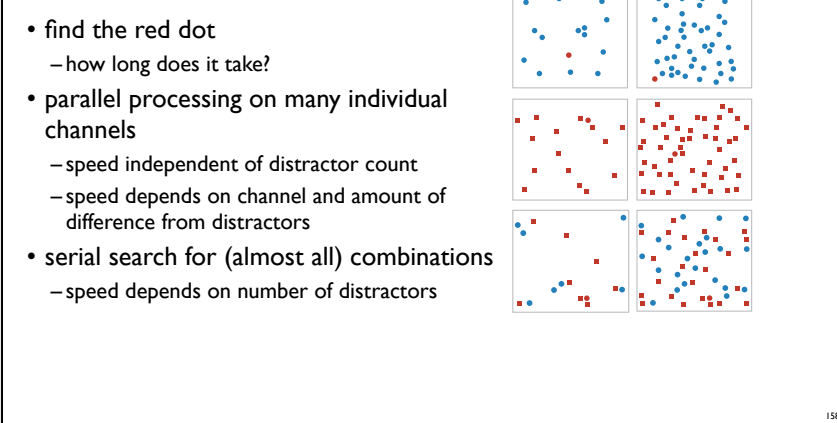 • find the red dot
–how long does it take?
• parallel processing on many individual
channels
–speed independent of distractor count
–speed depends on channel and amount of
difference from distractors
• serial search for (almost all) combinations
–speed depends on number of distractors
158